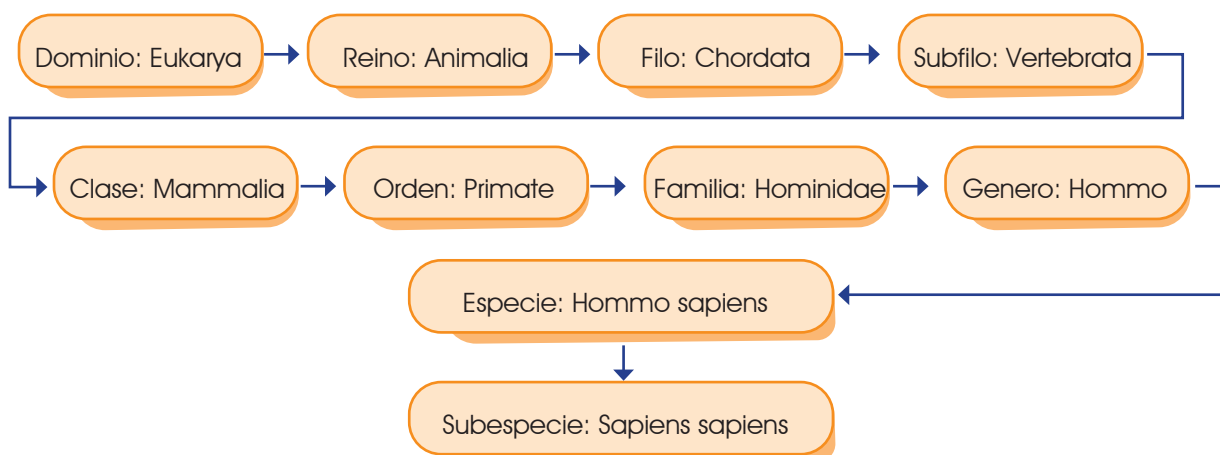 Dominio: Eukarya
Reino: Animalia
Filo: Chordata
Subfilo: Vertebrata
Clase: Mammalia
Orden: Primate
Familia: Hominidae
Genero: Hommo
Especie: Hommo sapiens
Subespecie: Sapiens sapiens